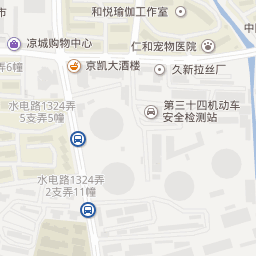 和悦瑜伽工作室
中
市
凉城购物中心
仁和宠物医院
弄6幢
京凯大酒楼
久新拉丝厂
水电路1324弄
5支弄5幢
第三十四机动车
安全检测站
水电路1324弄
2支弄11幢